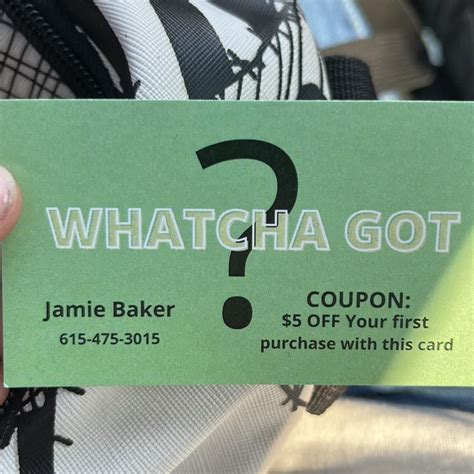 WHATCHA GOT
?
Jamie Baker
615-475-3015
COUPON:
$5 OFF Your first
purchase with this card